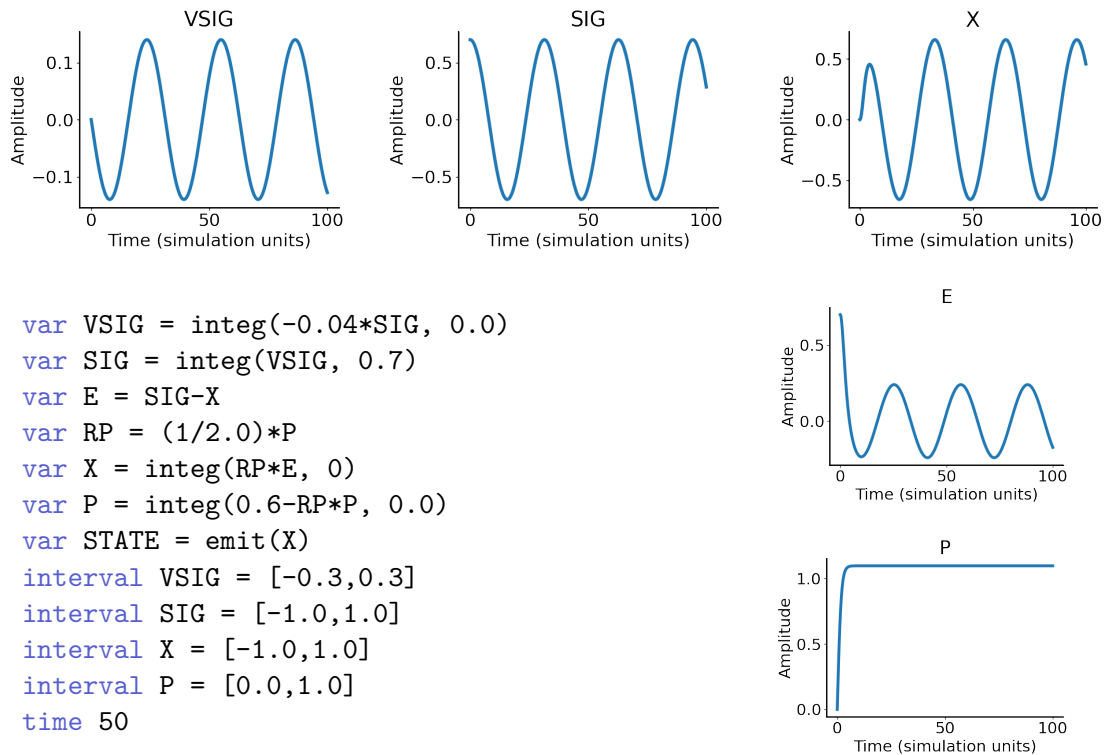 VSIG
0.1
0.0
−0.1
Amplitude
0
50
100
Time (simulation units)
SIG
0.5
0.0
−0.5
Amplitude
0
50
100
Time (simulation units)
X
0.5
0.0
−0.5
Amplitude
0
50
100
Time (simulation units)
var VSIG = integ(-0.04*SIG, 0.0)
var SIG = integ(VSIG, 0.7)
var E = SIG-X
var RP = (1/2.0)*P
var X = integ(RP*E, 0)
var P = integ(0.6-RP*P, 0.0)
var STATE = emit(X)
interval VSIG = [-0.3,0.3]
interval SIG = [-1.0,1.0]
interval X = [-1.0,1.0]
interval P = [0.0,1.0]
time 50
E
0.5
0.0
Amplitude
0
50
100
Time (simulation units)
P
1.0
0.5
0.0
Amplitude
0
50
100
Time (simulation units)